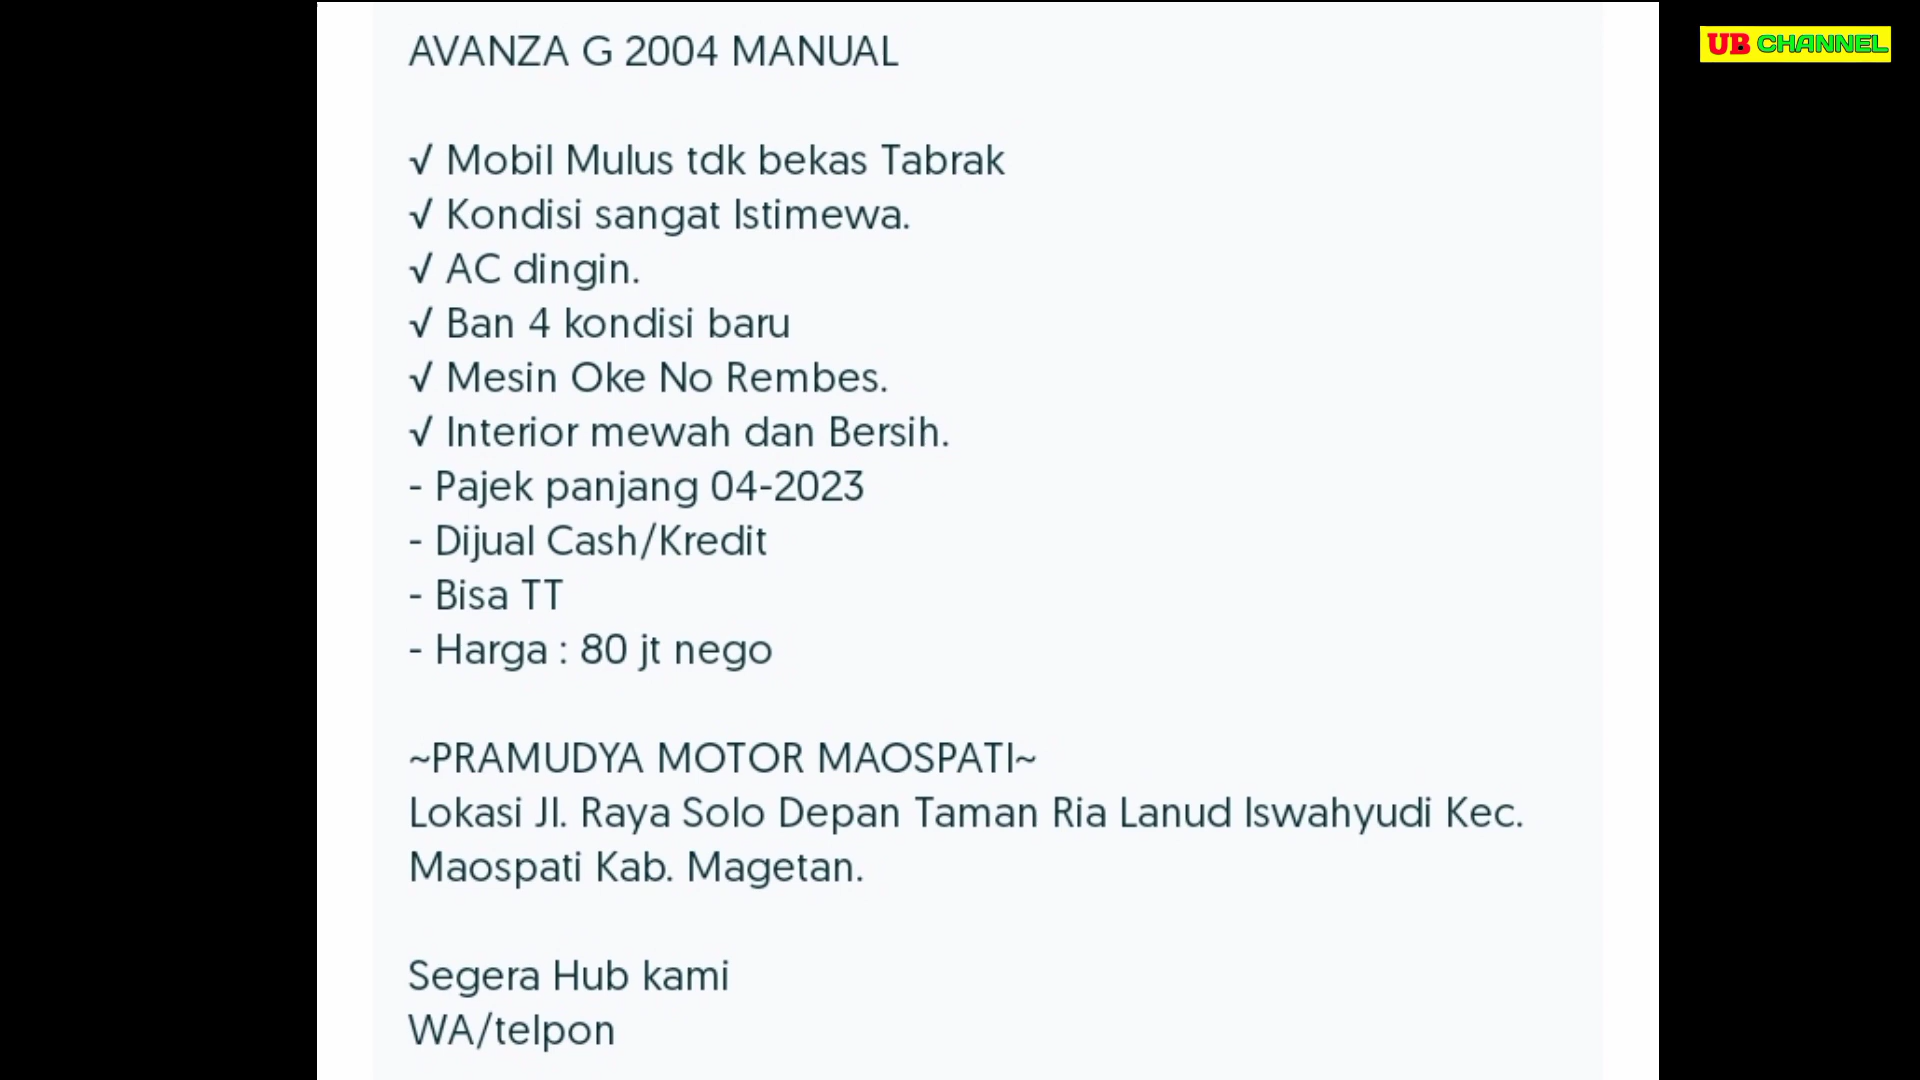 AVANZA G 2004 MANUAL
√ Mobil Mulus tdk bekas Tabrak
√ Kondisi sangat Istimewa.
√ AC dingin.
√ Ban 4 kondisi baru
√ Mesin Oke No Rembes.
√ Interior mewah dan Bersih.
- Pajek panjang 04-2023
- Dijual Cash/Kredit
- Bisa TT
- Harga : 80 jt nego
~PRAMUDYA MOTOR MAOSPATI~
Lokasi Jl. Raya Solo Depan Taman Ria Lanud Iswahyudi Kec.
Maospati Kab. Magetan.
Segera Hub kami
WA/telpon
UB CHANNEL